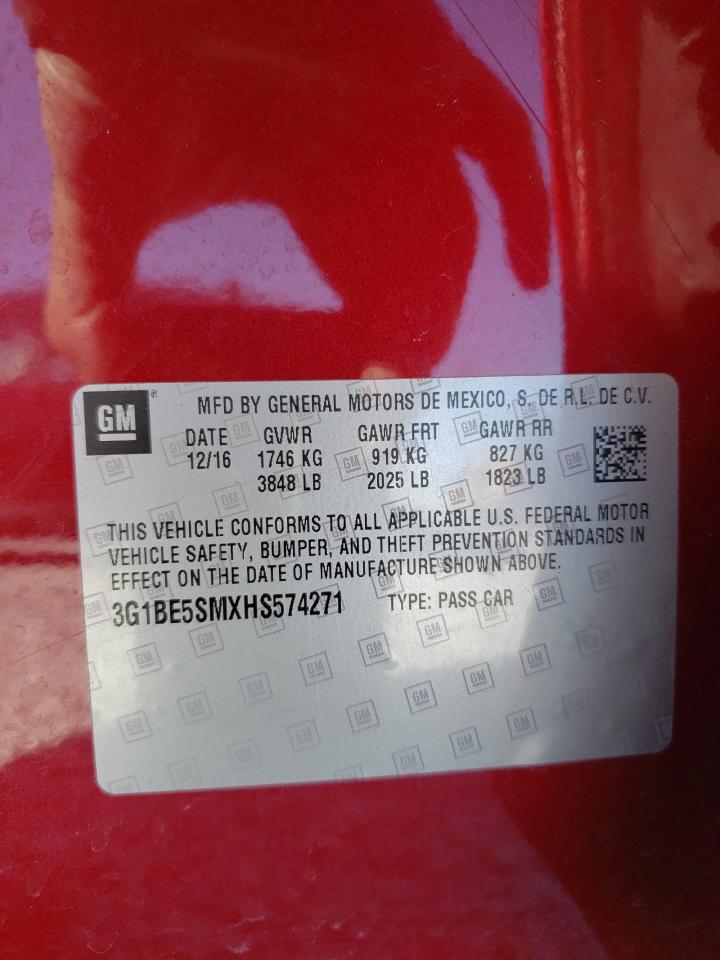 GM ®
MFD BY GENERAL MOTORS DE MEXICO, S. DE R.L. DE C.V.
DATE GVWR GAWR FRT GAWR RR
12/16 1746 KG 919 KG 827 KG
3848 LB 2025 LB 1823 LB
THIS VEHICLE CONFORMS TO ALL APPLICABLE U.S. FEDERAL MOTOR
VEHICLE SAFETY, BUMPER, AND THEFT PREVENTION STANDARDS IN
EFFECT ON THE DATE OF MANUFACTURE SHOWN ABOVE.
3G1BE5SMXHS574271 TYPE: PASS CAR